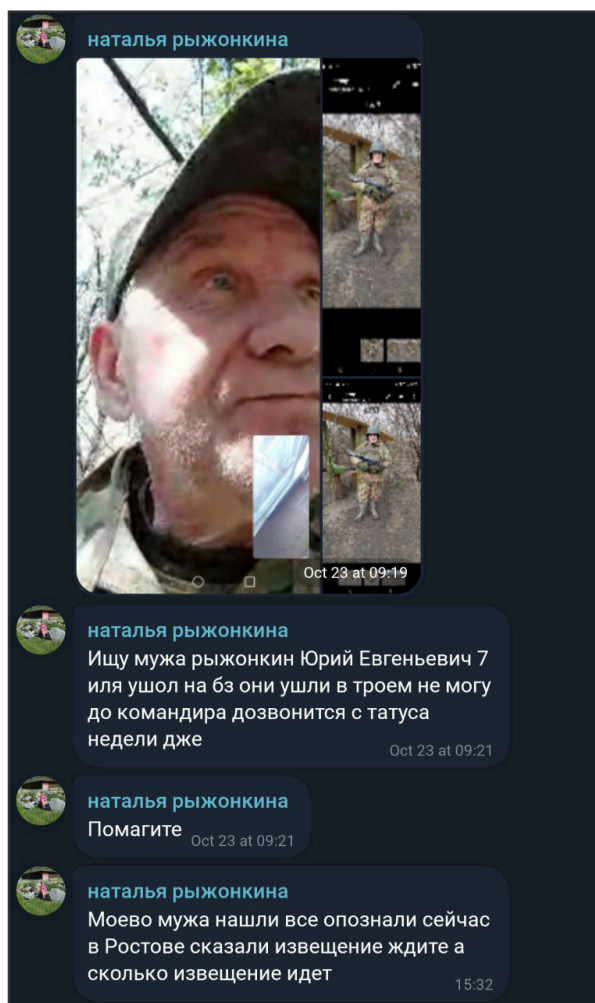 наталья рыжонкина
Oct 23 at 09:19
наталья рыжонкина
Ищу мужа рыжонкин Юрий Евгеньевич 7
иля ушол на бз они ушли в троем не могу
до командира дозвонится с татуса
недели дже
Oct 23 at 09:21
наталья рыжонкина
Помагите
Oct 23 at 09:21
наталья рыжонкина
Моево мужа нашли все опознали сейчас
в Ростове сказали извещение ждите а
сколько извещение идет
15:32